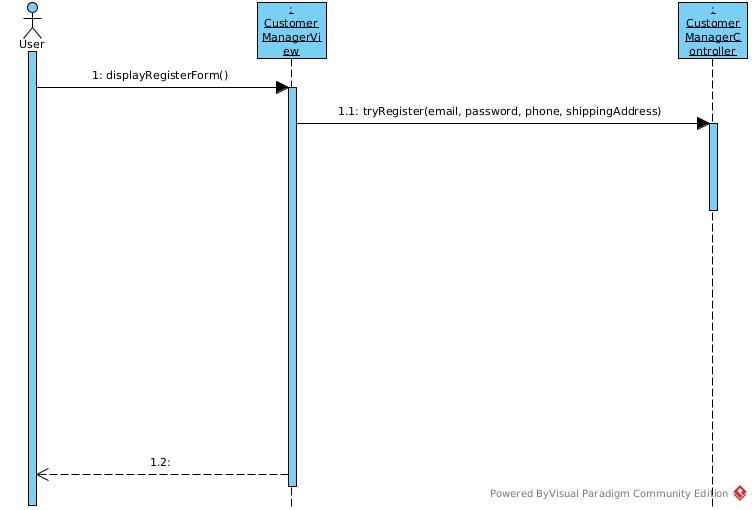 :
Customer
ManagerVi
ew
:
Customer
ManagerC
ontroller
User
1: displayRegisterForm()
1.1: tryRegister(email, password, phone, shippingAddress)
1.2:
Powered ByVisual Paradigm Community Edition